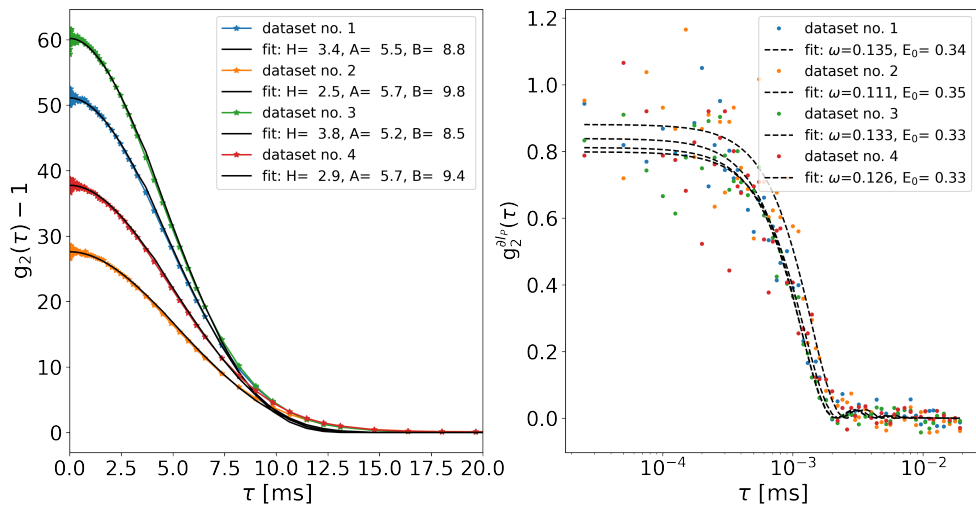 g₂(τ) − 1
60
50
40
30
20
10
0
dataset no. 1
fit: H= 3.4, A= 5.5, B= 8.8
dataset no. 2
fit: H= 2.5, A= 5.7, B= 9.8
dataset no. 3
fit: H= 3.8, A= 5.2, B= 8.5
dataset no. 4
fit: H= 2.9, A= 5.7, B= 9.4
0.0 2.5 5.0 7.5 10.0 12.5 15.0 17.5 20.0
τ [ms]
g₂^{∂I_P}(τ)
1.2
1.0
0.8
0.6
0.4
0.2
0.0
dataset no. 1
fit: ω=0.135, E₀= 0.34
dataset no. 2
fit: ω=0.111, E₀= 0.35
dataset no. 3
fit: ω=0.133, E₀= 0.33
dataset no. 4
fit: ω=0.126, E₀= 0.33
10⁻⁴ 10⁻³ 10⁻²
τ [ms]